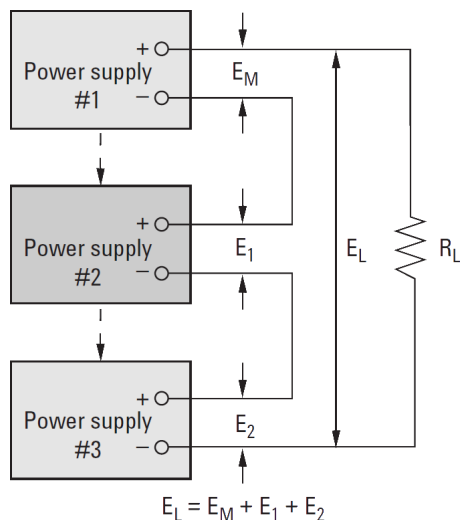 +
Power supply
#1
−
E_M
+
Power supply
#2
−
E_1
E_L
R_L
+
Power supply
#3
−
E_2
E_L = E_M + E_1 + E_2